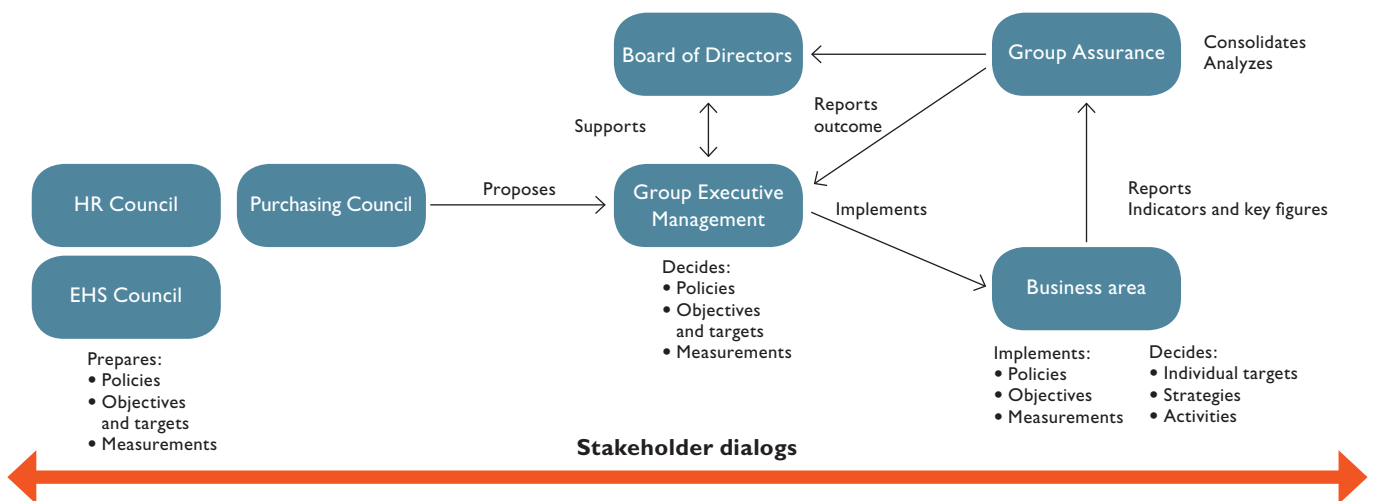 Board of Directors
Group Assurance
Consolidates
Analyzes
Supports
Reports
outcome
HR Council
Purchasing Council
Proposes
Group Executive
Management
Implements
Reports
Indicators and key figures
EHS Council
Business area
Decides:
• Policies
• Objectives
and targets
• Measurements
Prepares:
• Policies
• Objectives
and targets
• Measurements
Implements:
• Policies
• Objectives
• Measurements
Decides:
• Individual targets
• Strategies
• Activities
Stakeholder dialogs